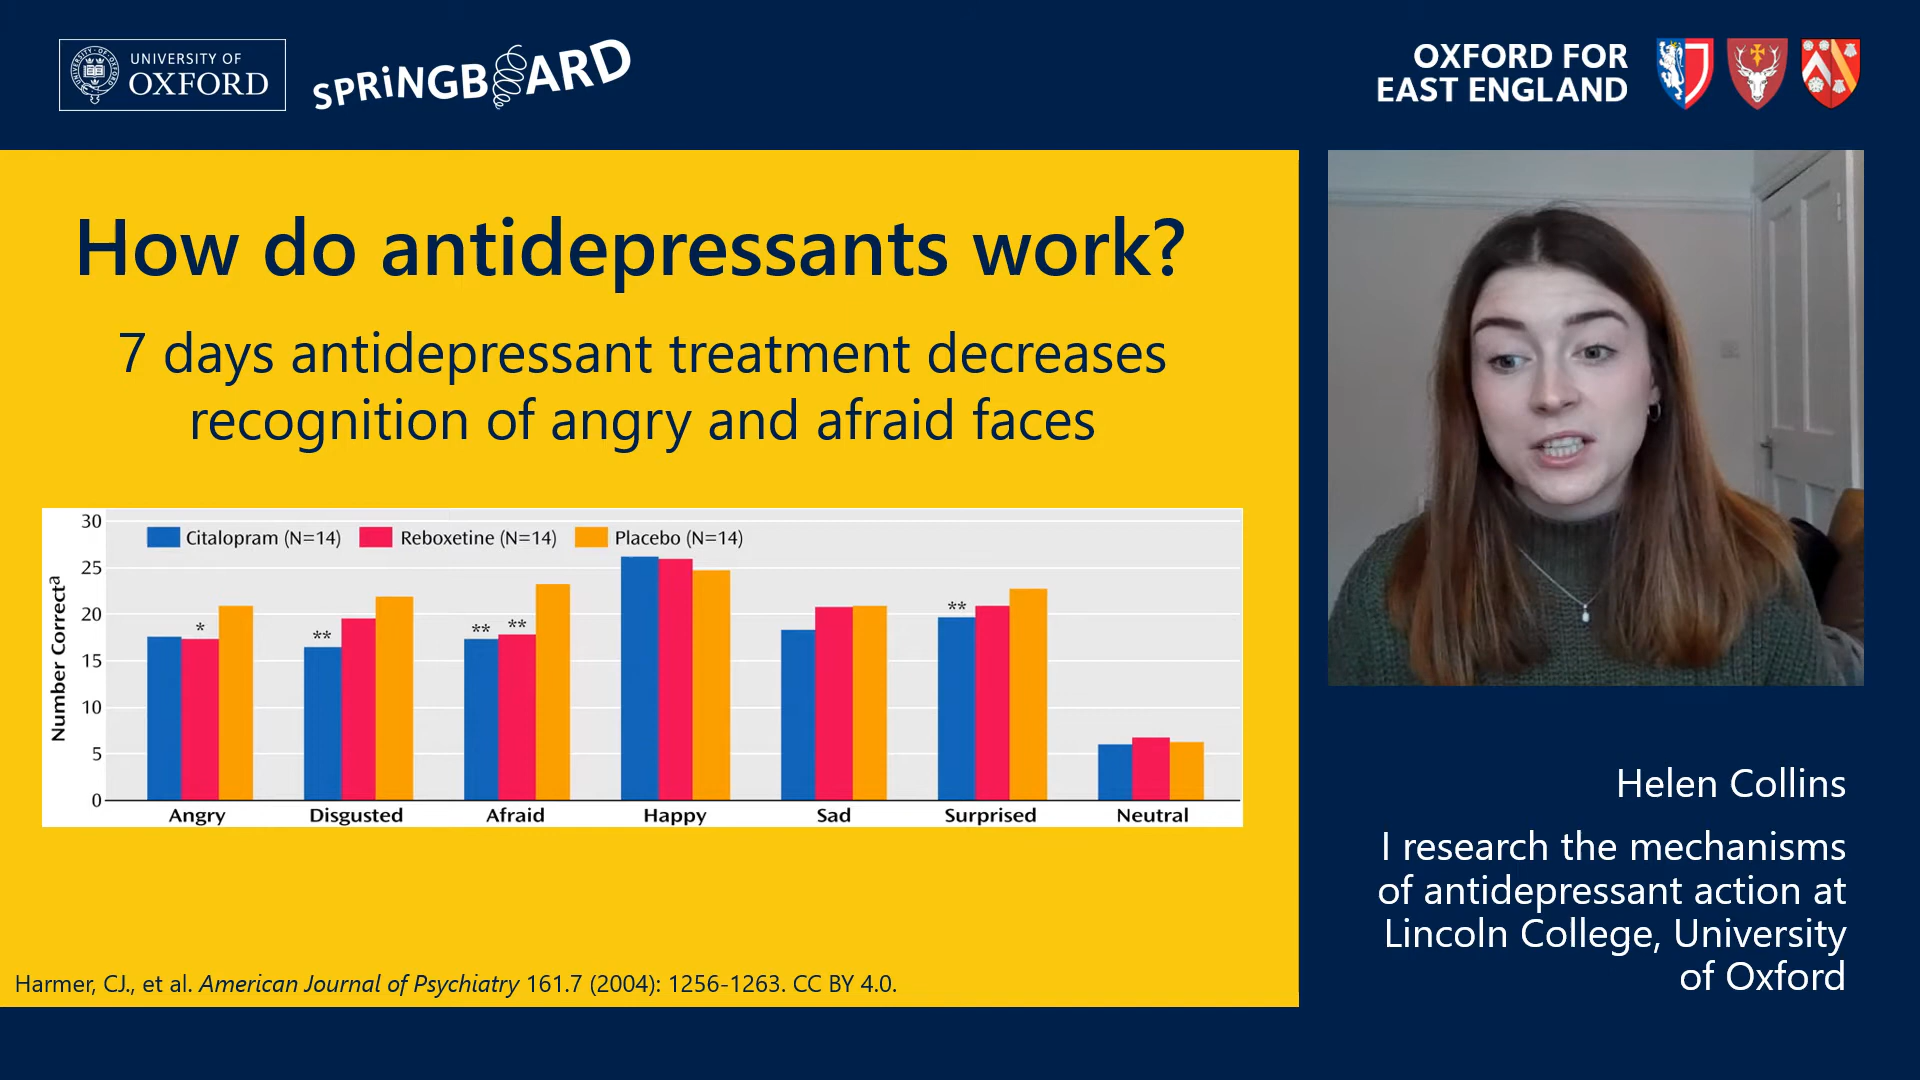 UNIVERSITY OF
OXFORD
SPRiNGBOARD
OXFORD FOR
EAST ENGLAND
How do antidepressants work?
7 days antidepressant treatment decreases
recognition of angry and afraid faces
30
25
20
15
10
5
0
Number Correctª
Citalopram (N=14)
Reboxetine (N=14)
Placebo (N=14)
*
**
** **
**
Angry
Disgusted
Afraid
Happy
Sad
Surprised
Neutral
Harmer, CJ., et al. American Journal of Psychiatry 161.7 (2004): 1256-1263. CC BY 4.0.
Helen Collins
I research the mechanisms
of antidepressant action at
Lincoln College, University
of Oxford